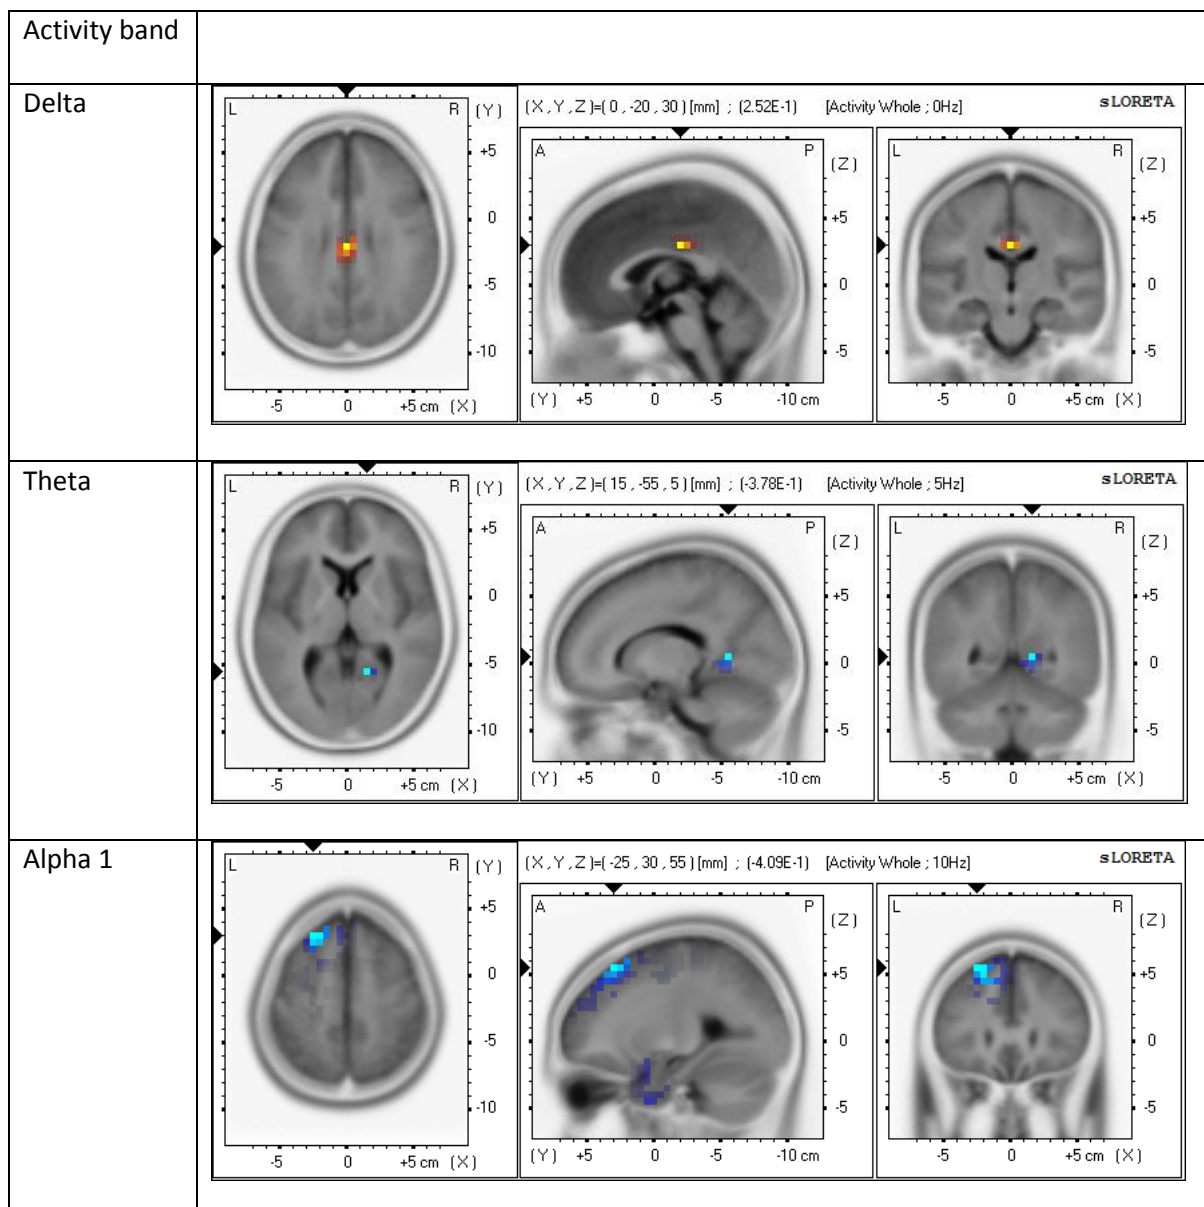 Activity band
Delta
L R (Y) (X,Y,Z)=(0,-20,30)[mm] ; (2.52E-1) [Activity Whole ; 0Hz] sLORETA
A P (Z) L R (Z)
+5 0 -5 -10
+5 0 -5
+5 0 -5
-5 0 +5 cm (X) (Y) +5 0 -5 -10 cm -5 0 +5 cm (X)
Theta
L R (Y) (X,Y,Z)=(15,-55,5)[mm] ; (-3.78E-1) [Activity Whole ; 5Hz] sLORETA
A P (Z) L R (Z)
+5 0 -5 -10
+5 0 -5
+5 0 -5
-5 0 +5 cm (X) (Y) +5 0 -5 -10 cm -5 0 +5 cm (X)
Alpha 1
L R (Y) (X,Y,Z)=(-25,30,55)[mm] ; (-4.09E-1) [Activity Whole ; 10Hz] sLORETA
A P (Z) L R (Z)
+5 0 -5 -10
+5 0 -5
+5 0 -5
-5 0 +5 cm (X) (Y) +5 0 -5 -10 cm -5 0 +5 cm (X)